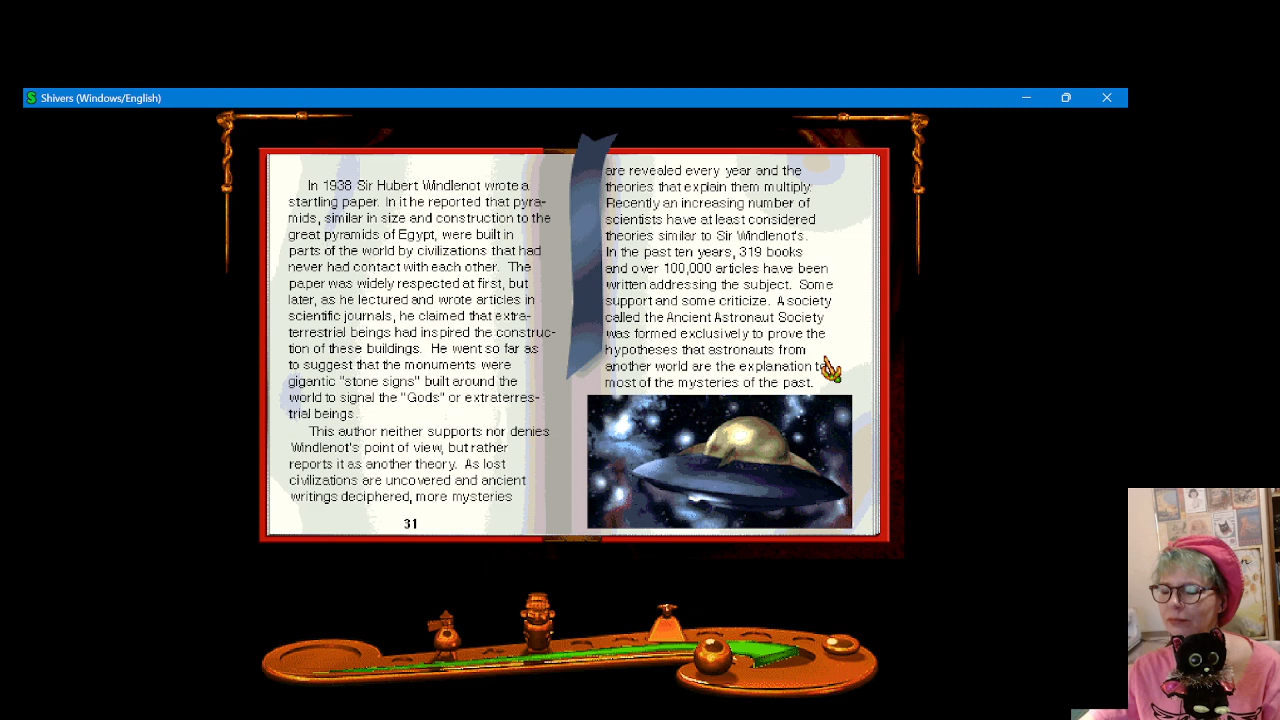 Shivers (Windows/English)
In 1938 Sir Hubert Windlenot wrote a
startling paper. In it he reported that pyra-
mids, similar in size and construction to the
great pyramids of Egypt, were built in
parts of the world by civilizations that had
never had contact with each other. The
paper was widely respected at first, but
later, as he lectured and wrote articles in
scientific journals, he claimed that extra-
terrestrial beings had inspired the construc-
tion of these buildings. He went so far as
to suggest that the monuments were
gigantic "stone signs" built around the
world to signal the "Gods" or extraterres-
trial beings.
This author neither supports nor denies
Windlenot's point of view, but rather
reports it as another theory. As lost
civilizations are uncovered and ancient
writings deciphered, more mysteries
31
are revealed every year and the
theories that explain them multiply.
Recently an increasing number of
scientists have at least considered
theories similar to Sir Windlenot's.
In the past ten years, 319 books
and over 100,000 articles have been
written addressing the subject. Some
support and some criticize. A society
called the Ancient Astronaut Society
was formed exclusively to prove the
hypotheses that astronauts from
another world are the explanation to
most of the mysteries of the past.